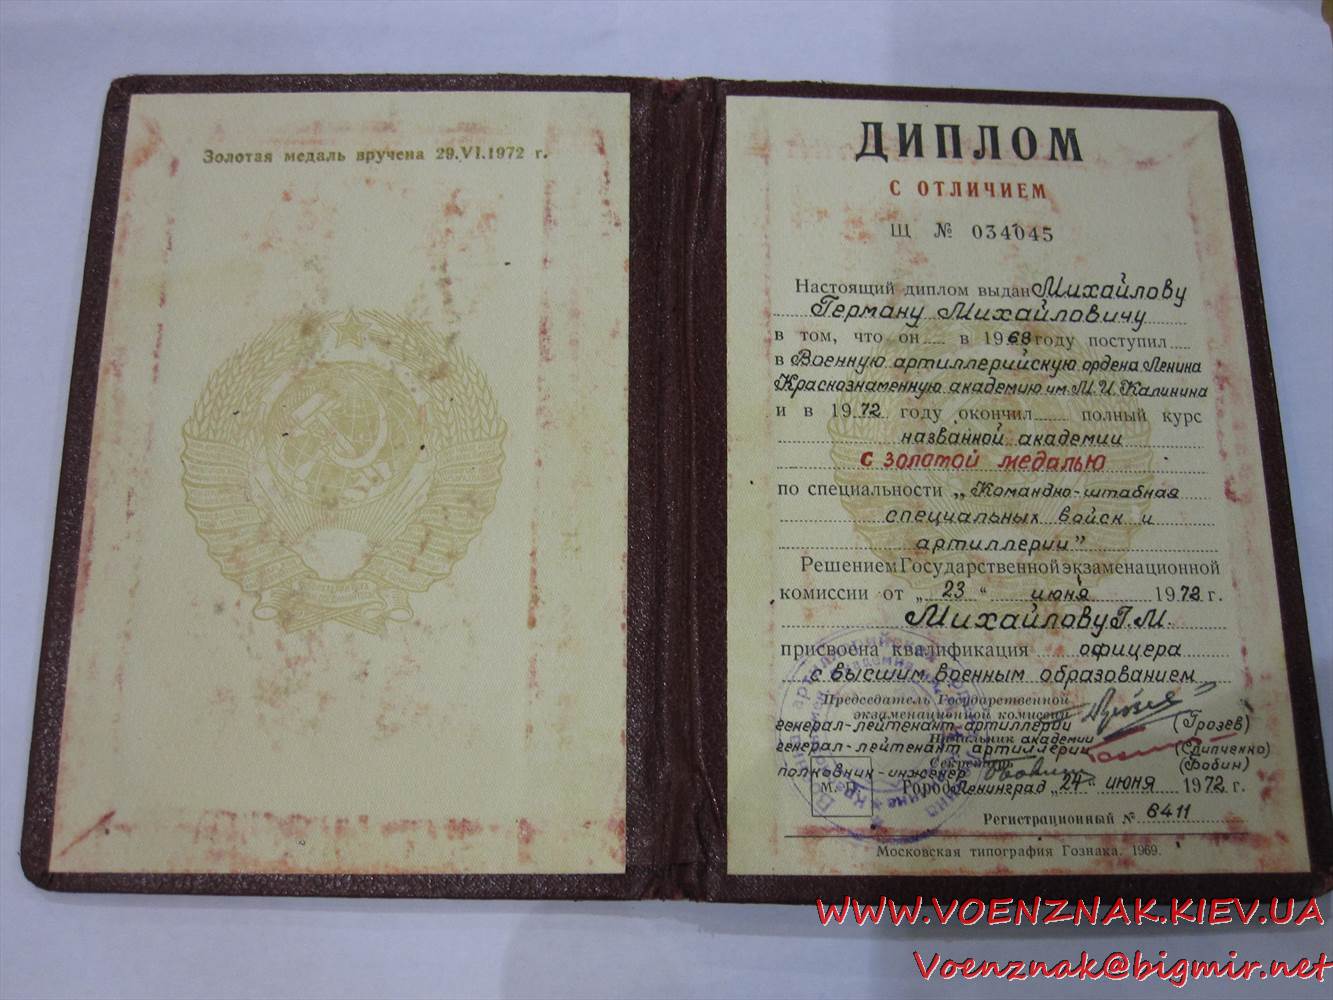 Золотая медаль вручена 29.VI.1972 г.
ДИПЛОМ
С ОТЛИЧИЕМ
Щ № 034045
Настоящий диплом выдан Михайлову
Герману Михайловичу
в том, что он в 1968 году поступил
в Военную артиллерийскую ордена Ленина
Краснознаменную академию им. М. И. Калинина
и в 1972 году окончил полный курс
названной академии
с золотой медалью
по специальности „Командно-штабная
специальных войск и
артиллерии"
Решением Государственной экзаменационной
комиссии от „23" июня 1972 г.
Михайлову Г. М.
присвоена квалификация офицера
с высшим военным образованием
Председатель Государственной
экзаменационной комиссии
генерал-лейтенант артиллерии (Грозев)
Начальник академии
генерал-лейтенант артиллерии (Слипченко)
Секретарь
полковник-инженер (Бобин)
М. П. Город Ленинград „24" июня 1972 г.
Регистрационный № 6411
Московская типография Гознака. 1969.
WWW.VOENZNAK.KIEV.UA
Voenznak@bigmir.net